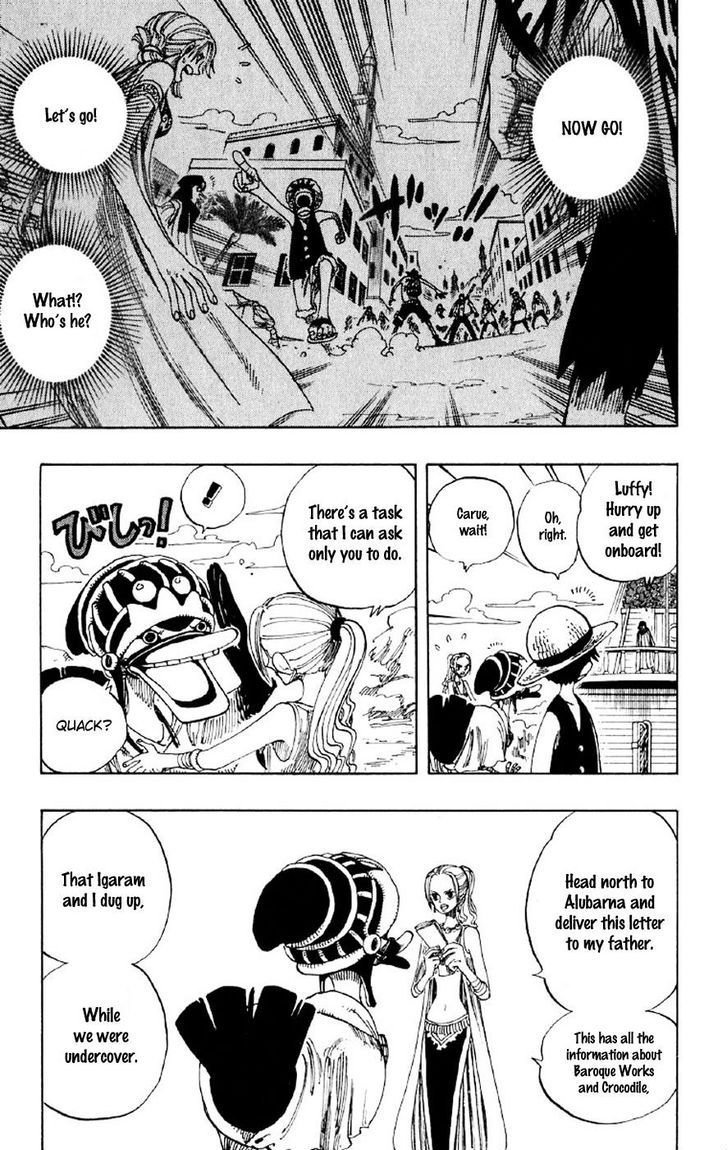 NOW GO!
Let's go!
What!?
Who's he?
ドドドッ
Luffy!
Hurry up
and get
onboard!
Oh,
right.
Carue,
wait!
There's a task
that I can ask
only you to do.
!!
びしっ!
QUACK?
Head north to
Alubarna and
deliver this letter
to my father.
This has all the
information about
Baroque Works
and Crocodile,
That Igaram
and I dug up,
While
we were
undercover.